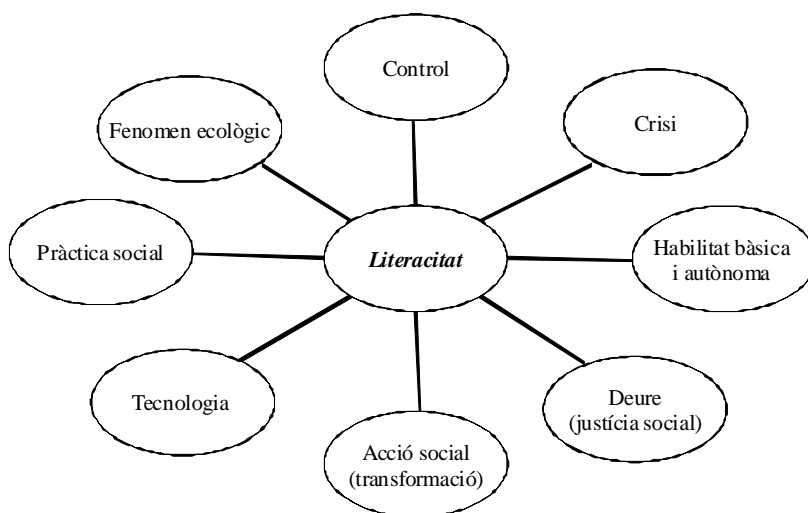 Control
Fenomen ecològic
Crisi
Pràctica social
Literacitat
Habilitat bàsica
i autònoma
Tecnologia
Deure
(justícia social)
Acció social
(transformació)